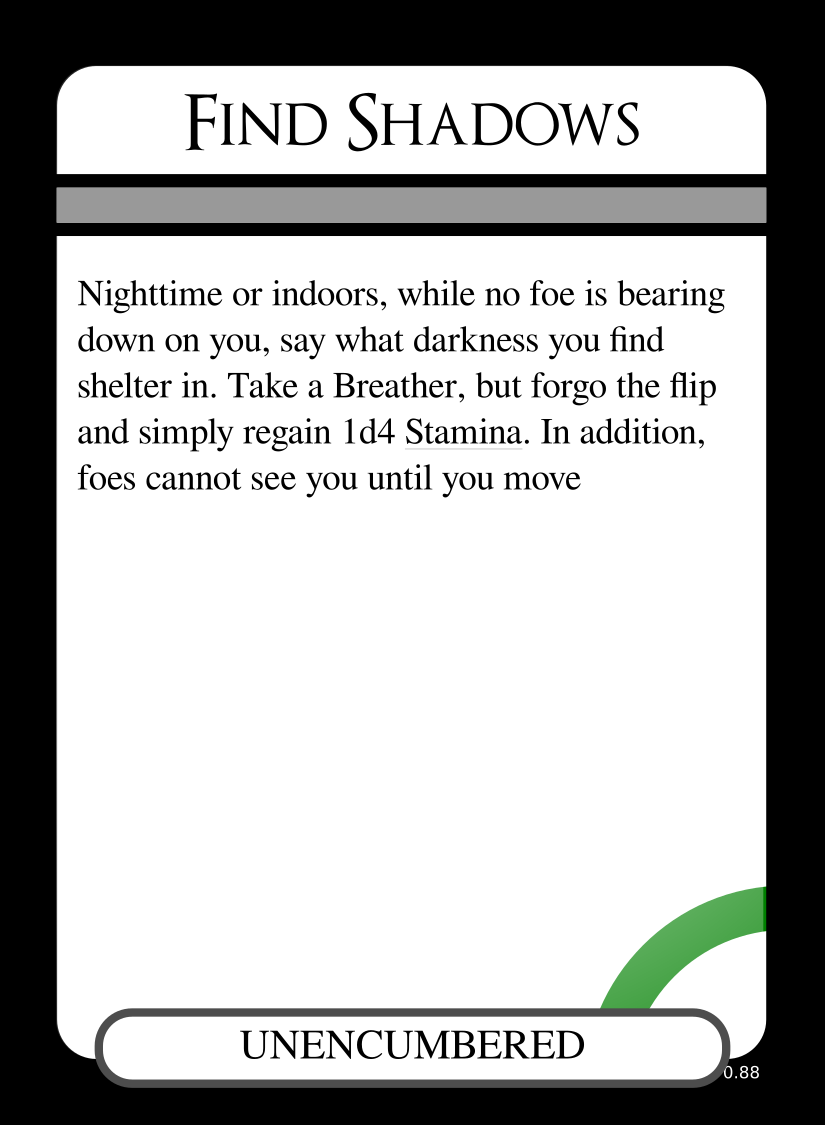 FIND SHADOWS
Nighttime or indoors, while no foe is bearing
down on you, say what darkness you find
shelter in. Take a Breather, but forgo the flip
and simply regain 1d4 Stamina. In addition,
foes cannot see you until you move
UNENCUMBERED
0.88